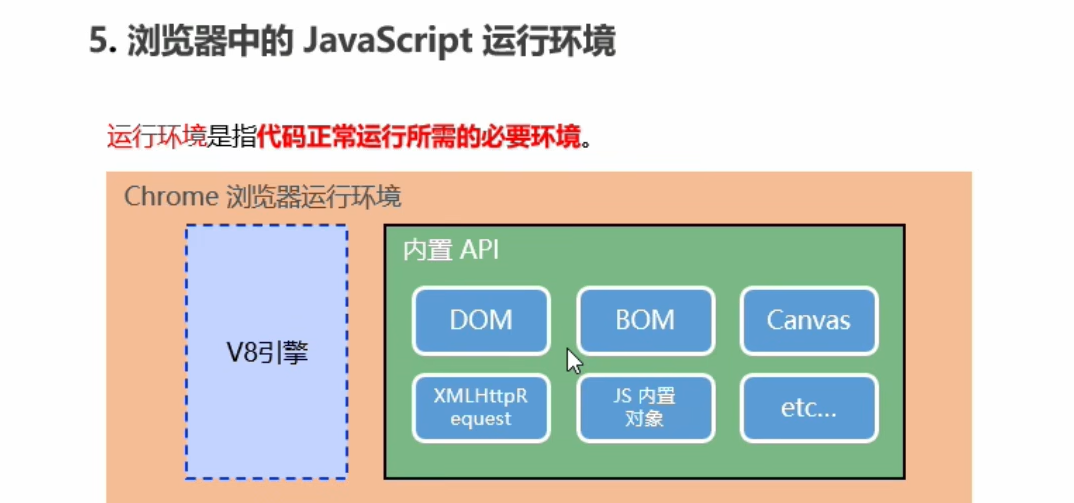 5. 浏览器中的 JavaScript 运行环境
运行环境是指代码正常运行所需的必要环境。
Chrome 浏览器运行环境
V8引擎
内置 API
DOM
BOM
Canvas
XMLHttpR
equest
JS 内置
对象
etc...